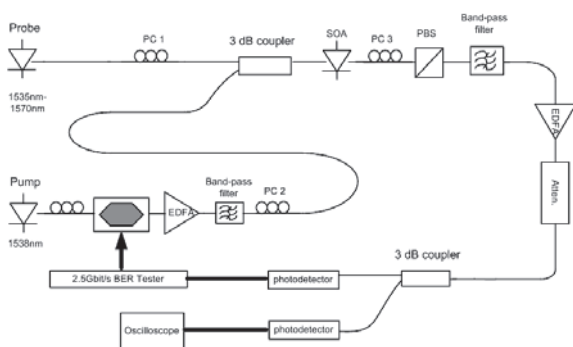 Probe
PC 1
3 dB coupler
SOA
PC 3
PBS
Band-pass
filter
1535nm-
1570nm
EDFA
Pump
EDFA
Band-pass
filter
PC 2
Atten.
1538nm
3 dB coupler
2.5Gbit/s BER Tester
photodetector
Oscilloscope
photodetector